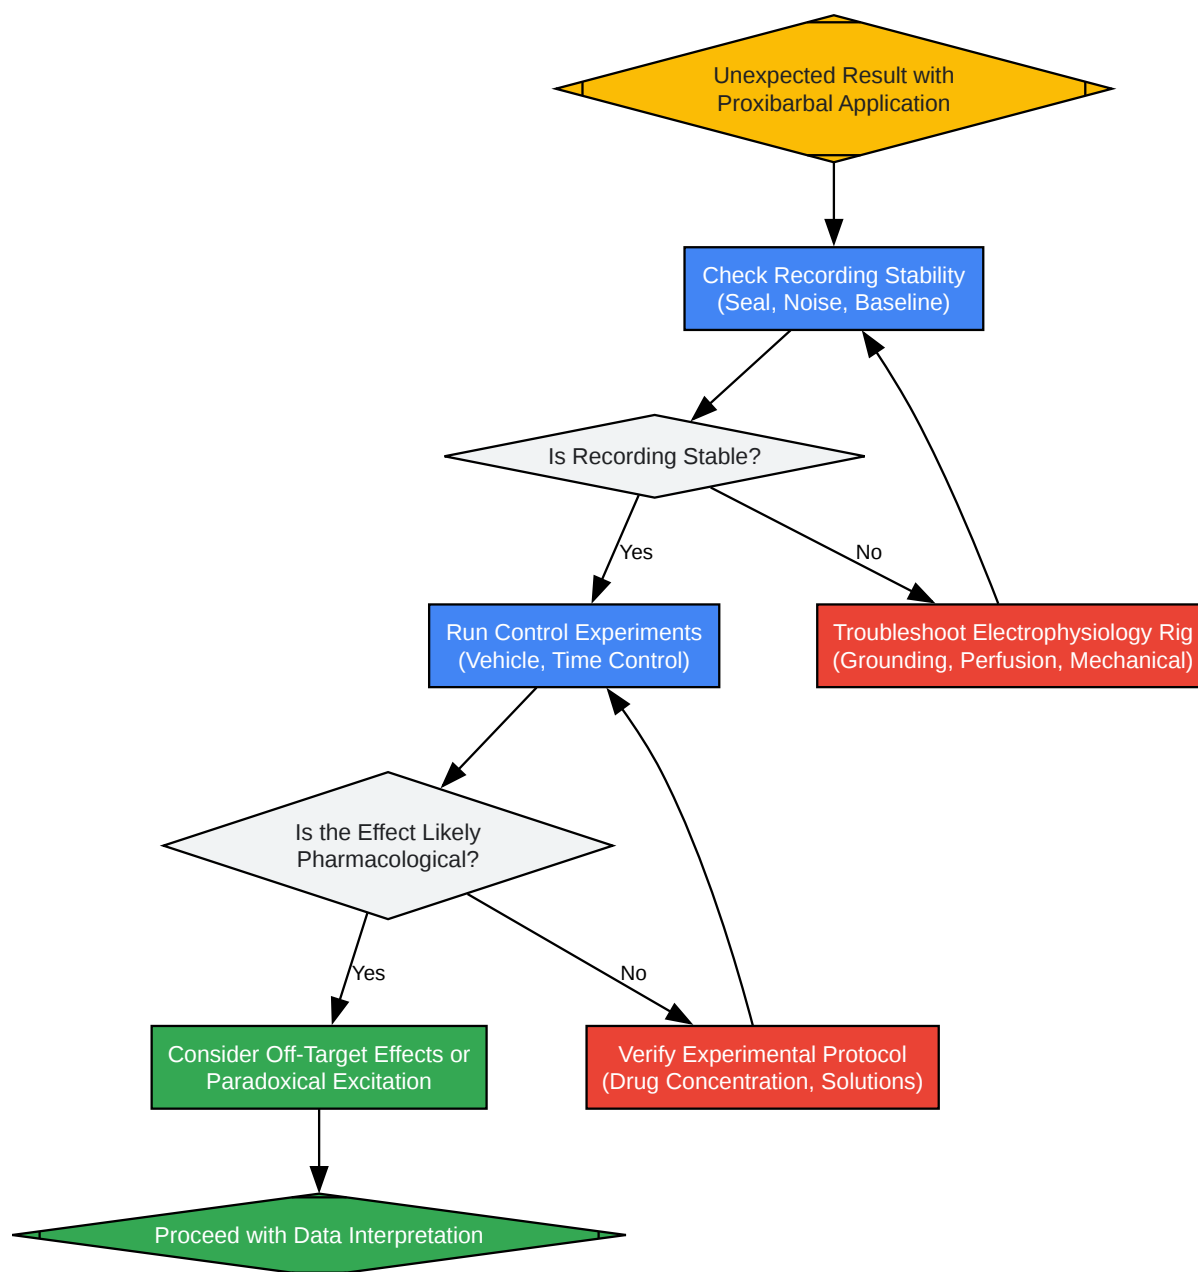 Unexpected Result with
Proxibarbal Application
Check Recording Stability
(Seal, Noise, Baseline)
Is Recording Stable?
Yes
No
Run Control Experiments
(Vehicle, Time Control)
Troubleshoot Electrophysiology Rig
(Grounding, Perfusion, Mechanical)
Is the Effect Likely
Pharmacological?
Yes
No
Consider Off-Target Effects or
Paradoxical Excitation
Verify Experimental Protocol
(Drug Concentration, Solutions)
Proceed with Data Interpretation